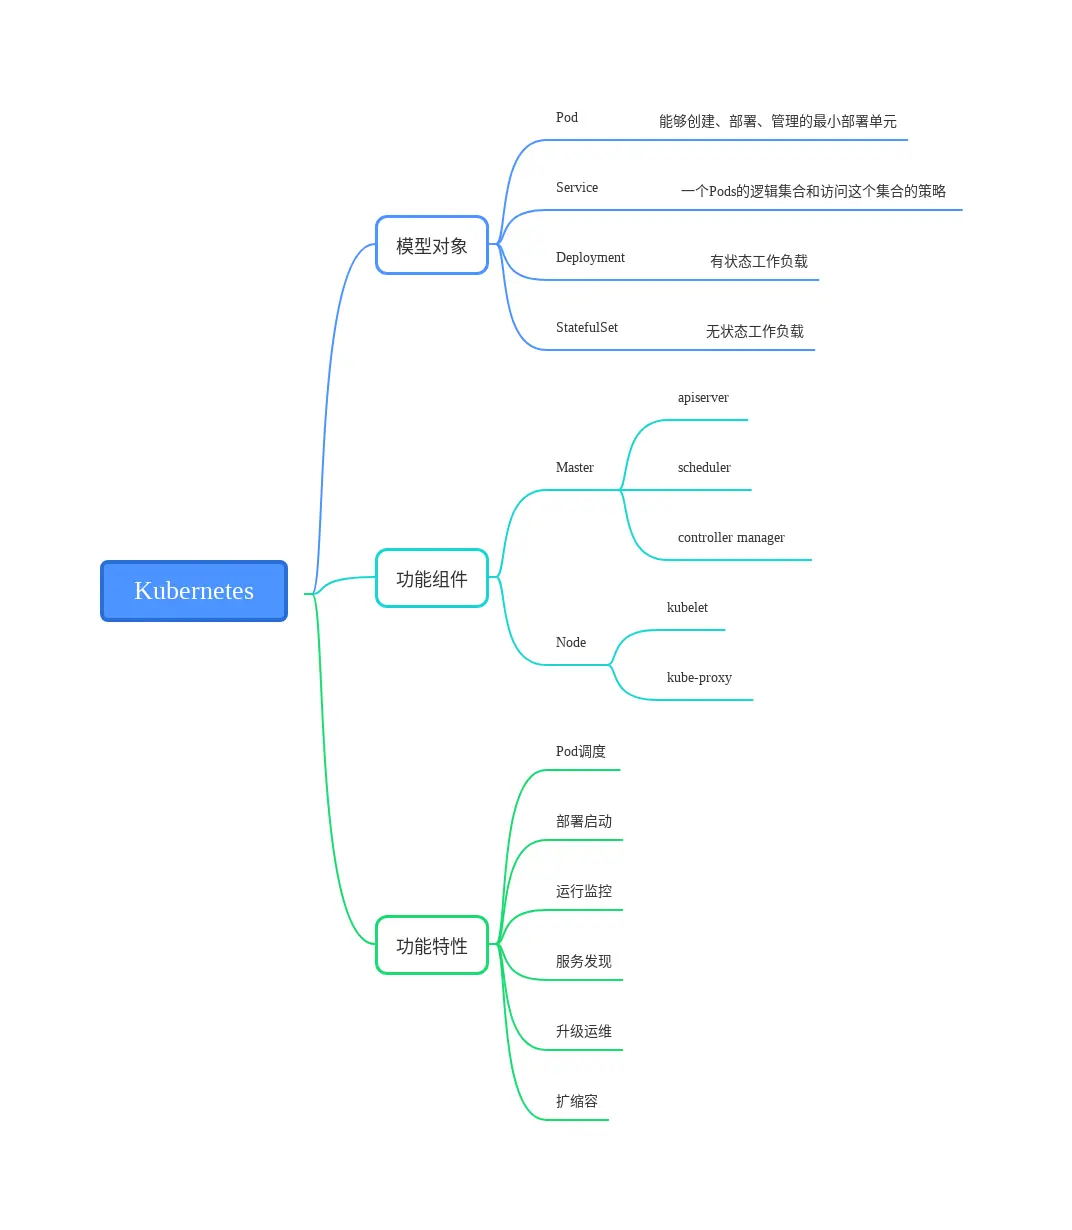 Kubernetes
模型对象
Pod
能够创建、部署、管理的最小部署单元
Service
一个Pods的逻辑集合和访问这个集合的策略
Deployment
有状态工作负载
StatefulSet
无状态工作负载
功能组件
Master
apiserver
scheduler
controller manager
Node
kubelet
kube-proxy
功能特性
Pod调度
部署启动
运行监控
服务发现
升级运维
扩缩容